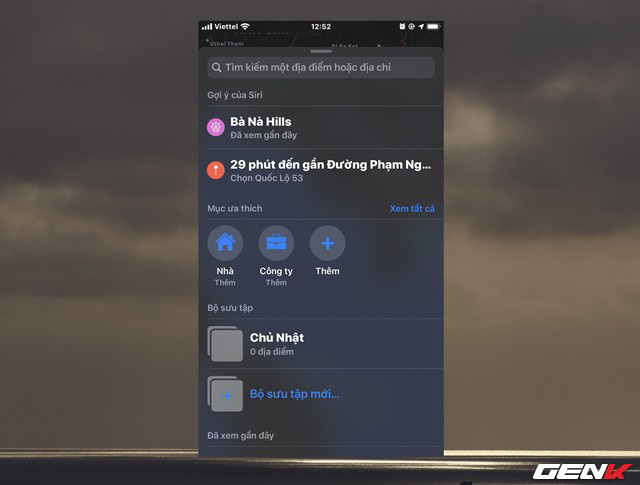 Viettel
12:52
Uthai Thani
Tìm kiếm một địa điểm hoặc địa chỉ
Gợi ý của Siri
Bà Nà Hills
Đã xem gần đây
29 phút đến gần Đường Phạm Ng...
Chọn Quốc Lộ 53
Mục ưa thích
Xem tất cả
Nhà
Công ty
Thêm
Thêm
Thêm
Bộ sưu tập
Chủ Nhật
0 địa điểm
Bộ sưu tập mới...
Đã xem gần đây
GENK